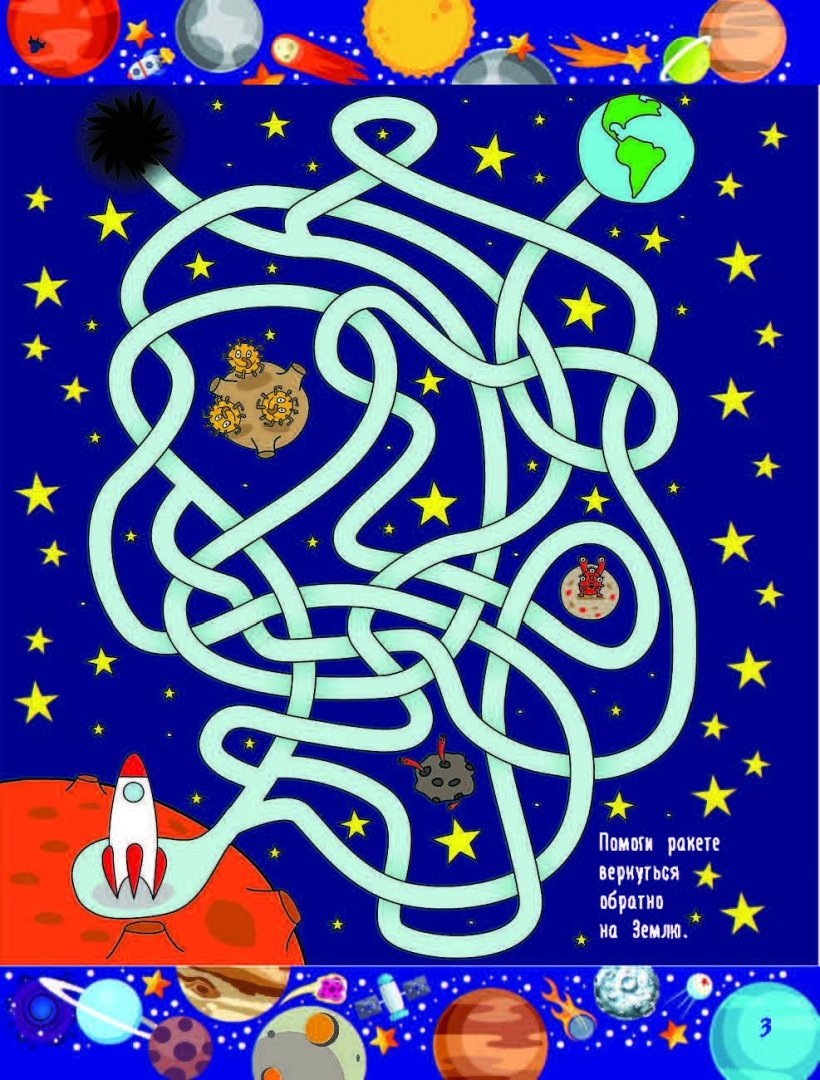 Помоги ракете
вернуться
обратно
на Землю.
3